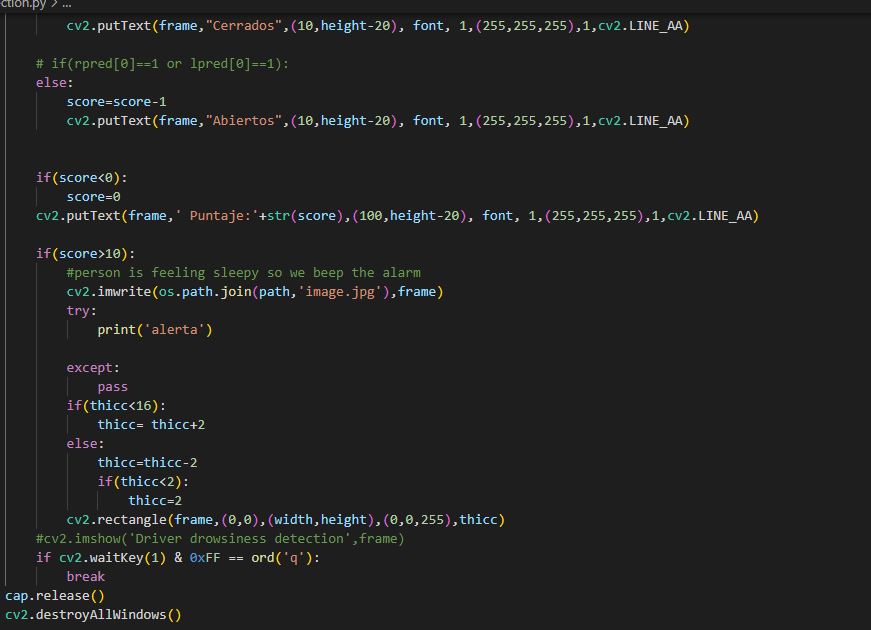 ction.py > ...
cv2.putText(frame,"Cerrados",(10,height-20), font, 1,(255,255,255),1,cv2.LINE_AA)
# if(rpred[0]==1 or lpred[0]==1):
else:
score=score-1
cv2.putText(frame,"Abiertos",(10,height-20), font, 1,(255,255,255),1,cv2.LINE_AA)
if(score<0):
score=0
cv2.putText(frame,' Puntaje:'+str(score),(100,height-20), font, 1,(255,255,255),1,cv2.LINE_AA)
if(score>10):
#person is feeling sleepy so we beep the alarm
cv2.imwrite(os.path.join(path,'image.jpg'),frame)
try:
print('alerta')
except:
pass
if(thicc<16):
thicc= thicc+2
else:
thicc=thicc-2
if(thicc<2):
thicc=2
cv2.rectangle(frame,(0,0),(width,height),(0,0,255),thicc)
#cv2.imshow('Driver drowsiness detection',frame)
if cv2.waitKey(1) & 0xFF == ord('q'):
break
cap.release()
cv2.destroyAllWindows()